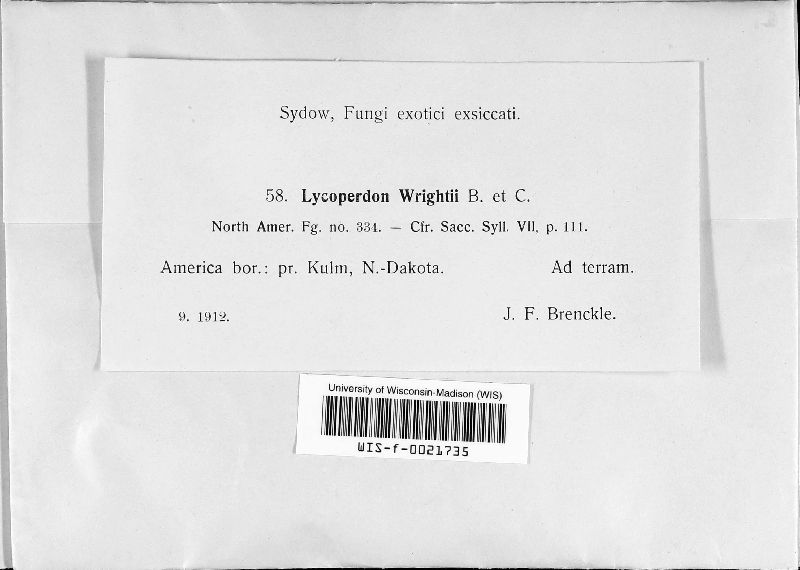 Sydow, Fungi exotici exsiccati.
58. Lycoperdon Wrightii B. et C.
North Amer. Fg. no. 334. — Cfr. Sacc. Syll. VII, p. 111.
America bor.: pr. Kulm, N.-Dakota. Ad terram.
9. 1912. J. F. Brenckle.
University of Wisconsin-Madison (WIS)
WIS-f-0021735